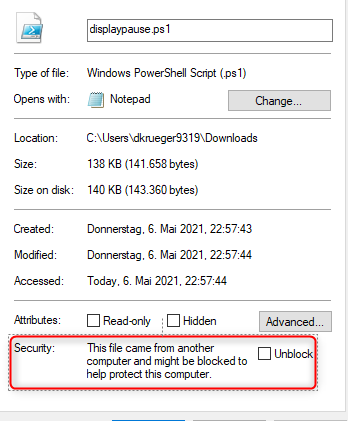 displaypause.ps1
Type of file: Windows PowerShell Script (.ps1)
Opens with: Notepad Change...
Location: C:\Users\dkrueger9319\Downloads
Size: 138 KB (141.658 bytes)
Size on disk: 140 KB (143.360 bytes)
Created: Donnerstag, 6. Mai 2021, 22:57:43
Modified: Donnerstag, 6. Mai 2021, 22:57:44
Accessed: Today, 6. Mai 2021, 22:57:44
Attributes: Read-only Hidden Advanced...
Security: This file came from another
computer and might be blocked to Unblock
help protect this computer.